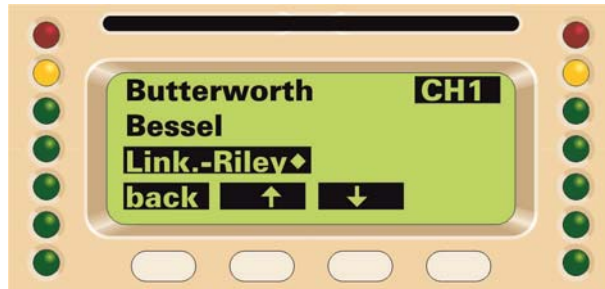 Butterworth CH1
Bessel
Link.-Riley◆
back ↑ ↓